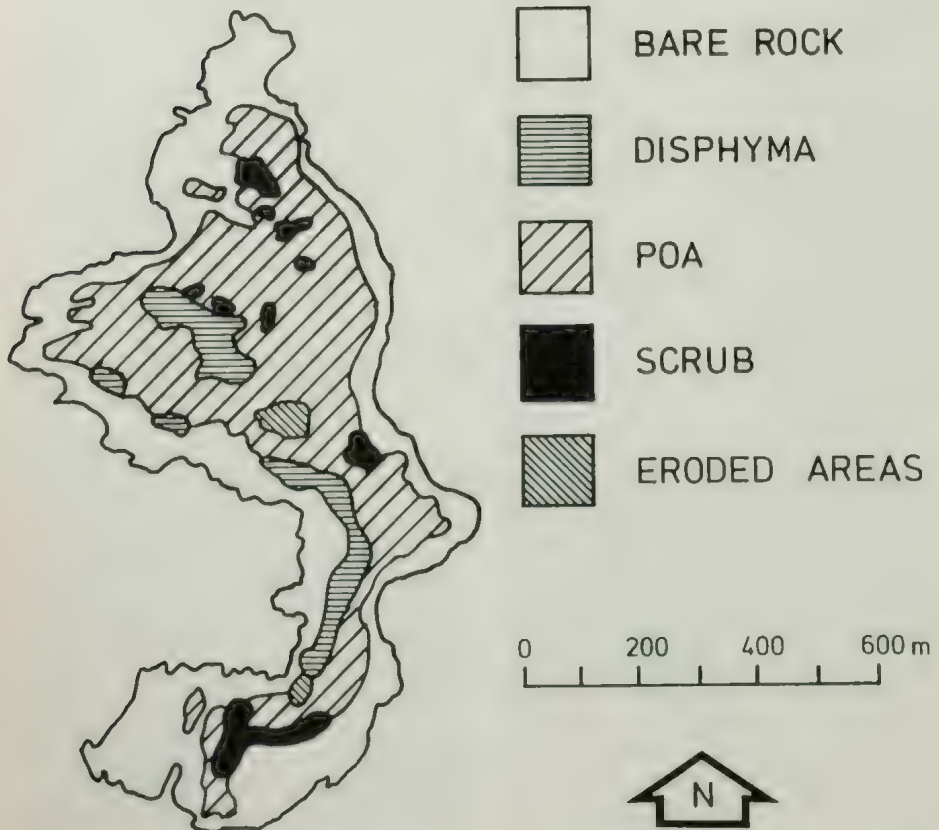 BARE ROCK
DISPHYMA
POA
SCRUB
ERODED AREAS
0 200 400 600 m
N